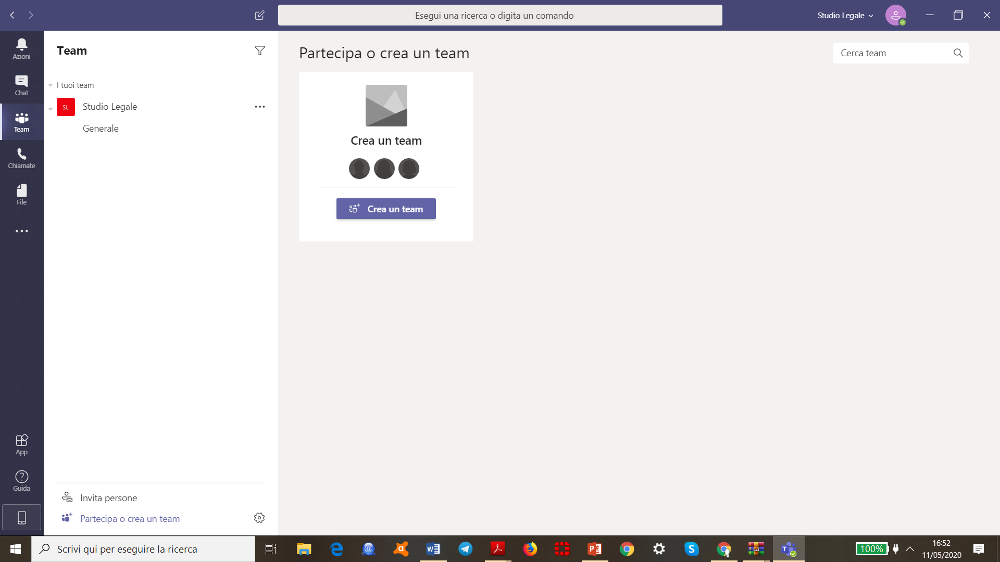 Esegui una ricerca o digita un comando
Studio Legale
Azioni
Chat
Team
Chiamate
File
App
Guida
Team
I tuoi team
SL
Studio Legale
Generale
Invita persone
Partecipa o crea un team
Partecipa o crea un team
Cerca team
Crea un team
Crea un team
Scrivi qui per eseguire la ricerca
100%
16:52
11/05/2020